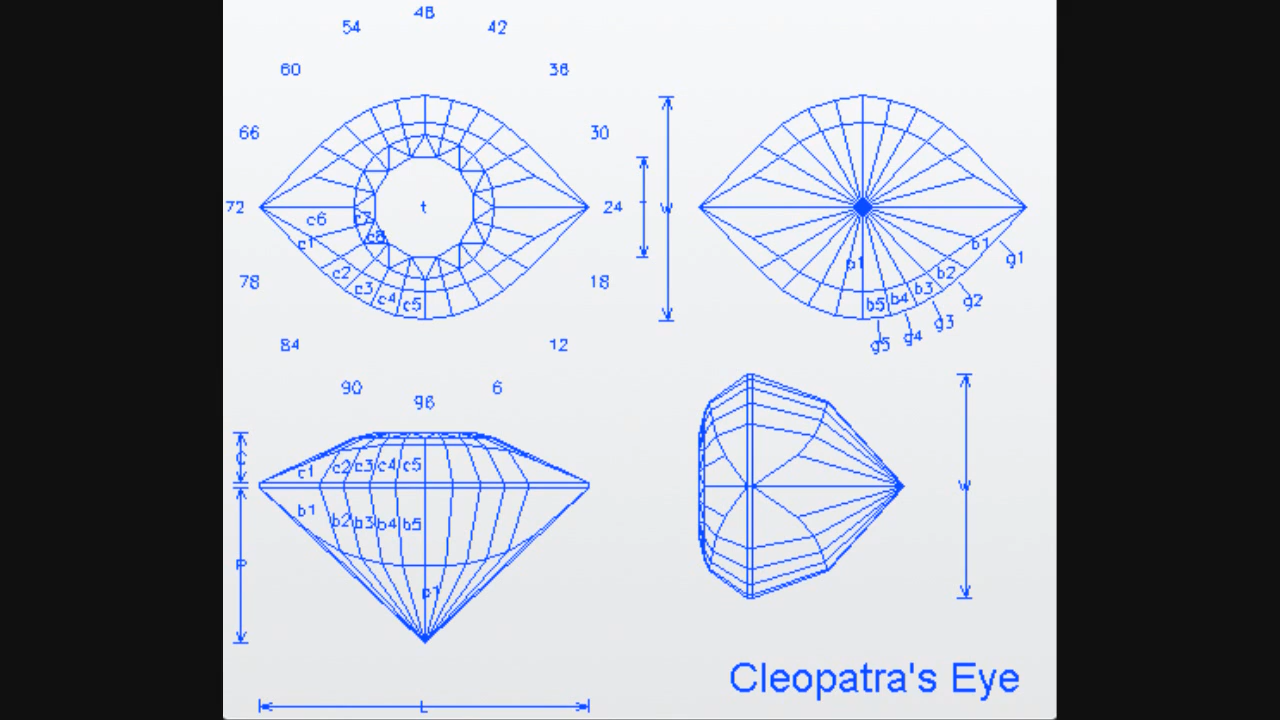 48
54 42
60 36
66 30
72 t 24
c6 c7
c1 c8
78 c2 18
c3 c4 c5
84 12
90 6
96
W
T
p1 b1 g1
b2 g2
b5 b4 b3 g3
g5 g4
C
c1 c2 c3 c4 c5
b1 b2 b3 b4 b5
P
p1
W
L
Cleopatra's Eye